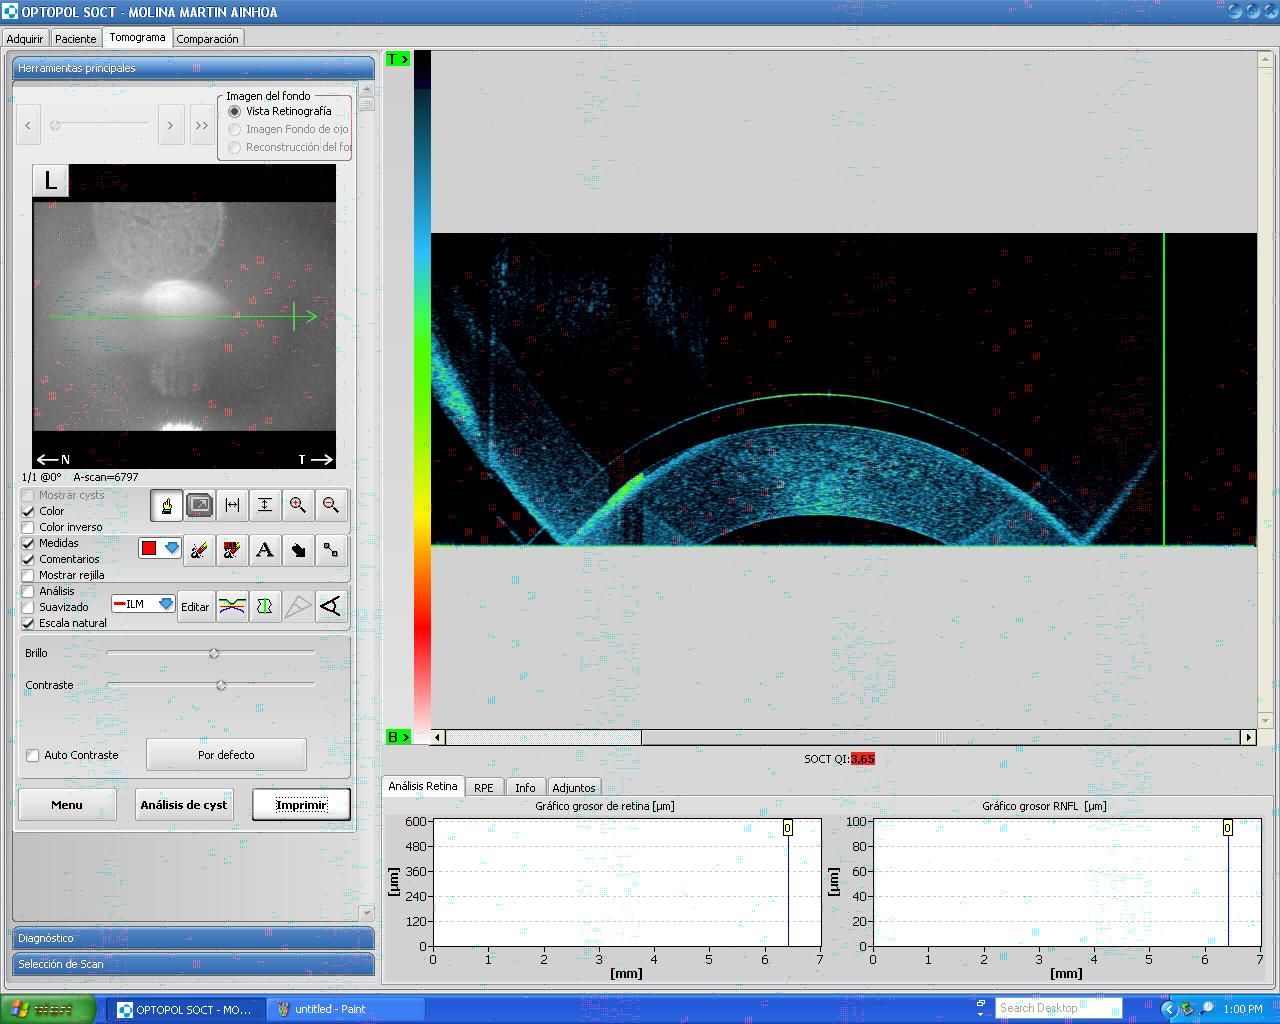 OPTOPOL SOCT - MOLINA MARTIN AINHOA
Adquirir Paciente Tomograma Comparación
Herramientas principales
Imagen del fondo
Vista Retinografía
Imagen Fondo de ojo
Reconstrucción del for
< > >>
L
N T
1/1 @0° A-scan=6797
Mostrar cysts
Color
Color inverso
Medidas
Comentarios
Mostrar rejilla
Análisis
Suavizado
Escala natural
A
ILM
Editar
Brillo
Contraste
Auto Contraste
Por defecto
Menu
Análisis de cyst
Imprimir
Diagnóstico
Selección de Scan
T >
B >
SOCT QI:3.65
Análisis Retina RPE Info Adjuntos
Gráfico grosor de retina [µm]
600
480
360
240
120
0
[µm]
0
0 1 2 3 4 5 6 7
[mm]
Gráfico grosor RNFL [µm]
100
80
60
40
20
0
[µm]
0
0 1 2 3 4 5 6 7
[mm]
OPTOPOL SOCT - MO...
untitled - Paint
Search Desktop
1:00 PM